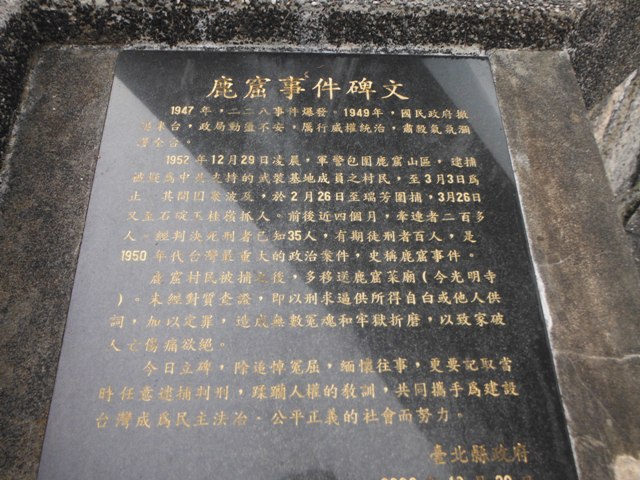 鹿窟事件碑文
1947年，二二八事件爆發。1949年，國民政府撤
來台，政局動盪不安，厲行威權統治，肅殺氣氛瀰
漫全台。
1952年12月29日凌晨，軍警包圍鹿窟山區，逮捕
被疑為中共支持的武裝基地成員之村民，至3月3日為
止，其間因案波及，於2月26日至瑞芳圍捕，3月26日
又至石碇玉桂嶺抓人。前後近四個月，牽連者二百多
人。經判決死刑者已知35人，有期徒刑者百人，是
1950年代台灣最重大的政治案件，史稱鹿窟事件。
鹿窟村民被捕之後，多移送鹿窟菜廟（今光明寺
）。未經對質查證，即以刑求逼供所得自白或他人供
詞，加以定罪，造成無數冤魂和牢獄折磨，以致家破
人亡傷痛欲絕。
今日立碑，除追悼冤屈，緬懷往事，更要記取當
時任意逮捕判刑，蹂躪人權的教訓，共同攜手為建設
台灣成為民主法治、公平正義的社會而努力。
臺北縣政府